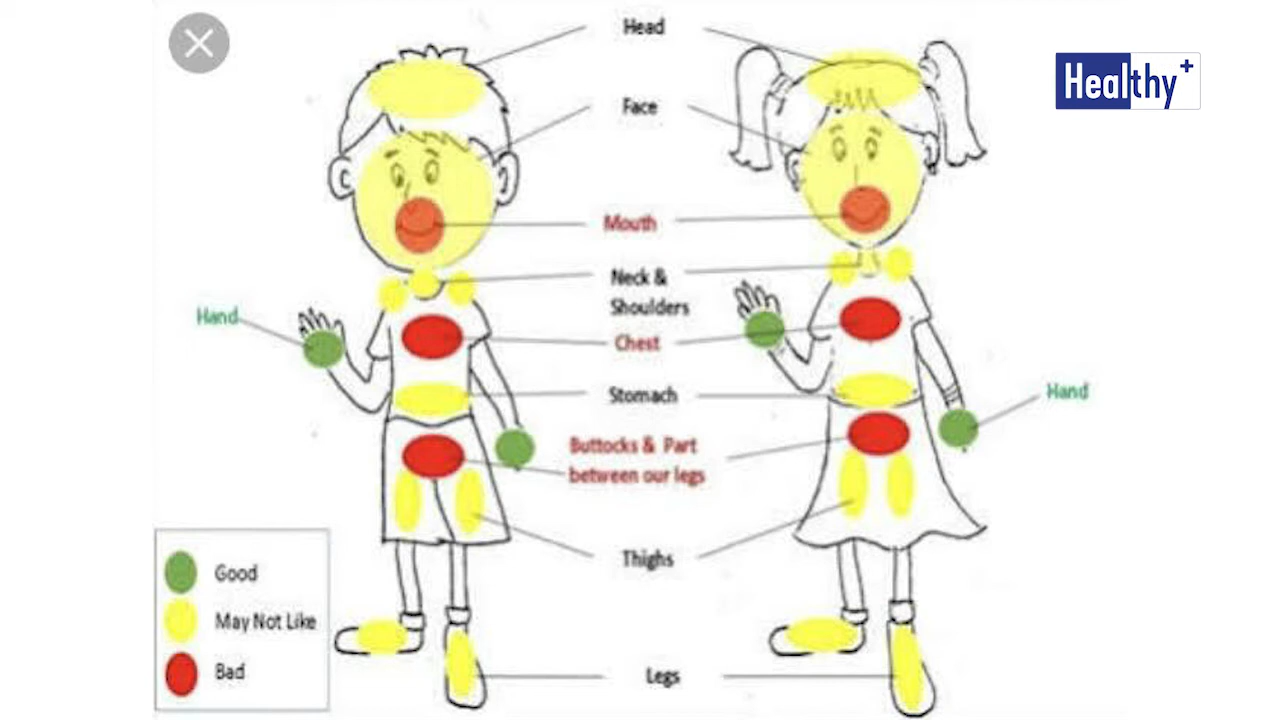 Healthy+
Head
Face
Mouth
Neck &
Shoulders
Hand
Chest
Stomach
Hand
Buttocks & Part
between our legs
Thighs
Good
May Not Like
Bad
Legs